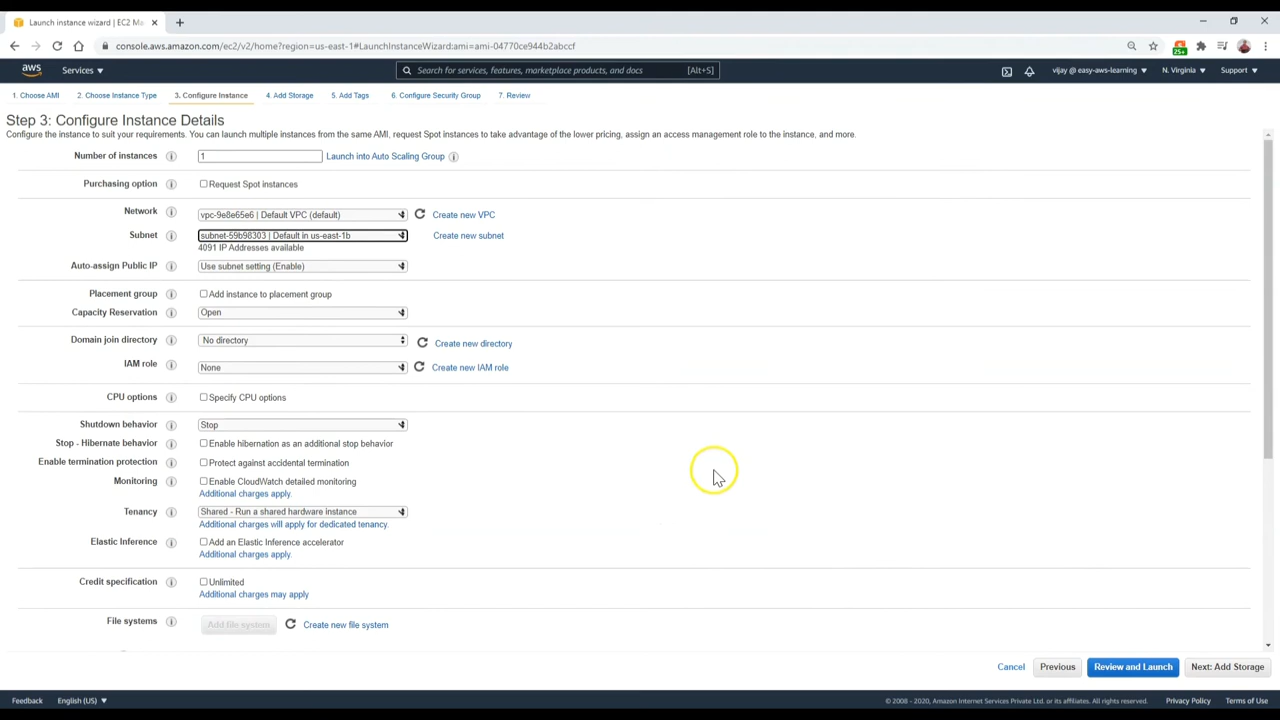 Launch instance wizard | EC2 Ma
console.aws.amazon.com/ec2/v2/home?region=us-east-1#LaunchInstanceWizard:ami=ami-04770ce944b2abccf
25+
aws Services Search for services, features, marketplace products, and docs [Alt+S] vijay @ easy-aws-learning N. Virginia Support
1. Choose AMI 2. Choose Instance Type 3. Configure Instance 4. Add Storage 5. Add Tags 6. Configure Security Group 7. Review
Step 3: Configure Instance Details
Configure the instance to suit your requirements. You can launch multiple instances from the same AMI, request Spot instances to take advantage of the lower pricing, assign an access management role to the instance, and more.
Number of instances 1 Launch into Auto Scaling Group
Purchasing option Request Spot instances
Network vpc-9e8e65e6 | Default VPC (default) Create new VPC
Subnet subnet-59b98303 | Default in us-east-1b Create new subnet
4091 IP Addresses available
Auto-assign Public IP Use subnet setting (Enable)
Placement group Add instance to placement group
Capacity Reservation Open
Domain join directory No directory Create new directory
IAM role None Create new IAM role
CPU options Specify CPU options
Shutdown behavior Stop
Stop - Hibernate behavior Enable hibernation as an additional stop behavior
Enable termination protection Protect against accidental termination
Monitoring Enable CloudWatch detailed monitoring
Additional charges apply.
Tenancy Shared - Run a shared hardware instance
Additional charges will apply for dedicated tenancy.
Elastic Inference Add an Elastic Inference accelerator
Additional charges apply.
Credit specification Unlimited
Additional charges may apply
File systems Add file system Create new file system
Cancel Previous Review and Launch Next: Add Storage
Feedback English (US) © 2008 - 2020, Amazon Internet Services Private Ltd. or its affiliates. All rights reserved. Privacy Policy Terms of Use